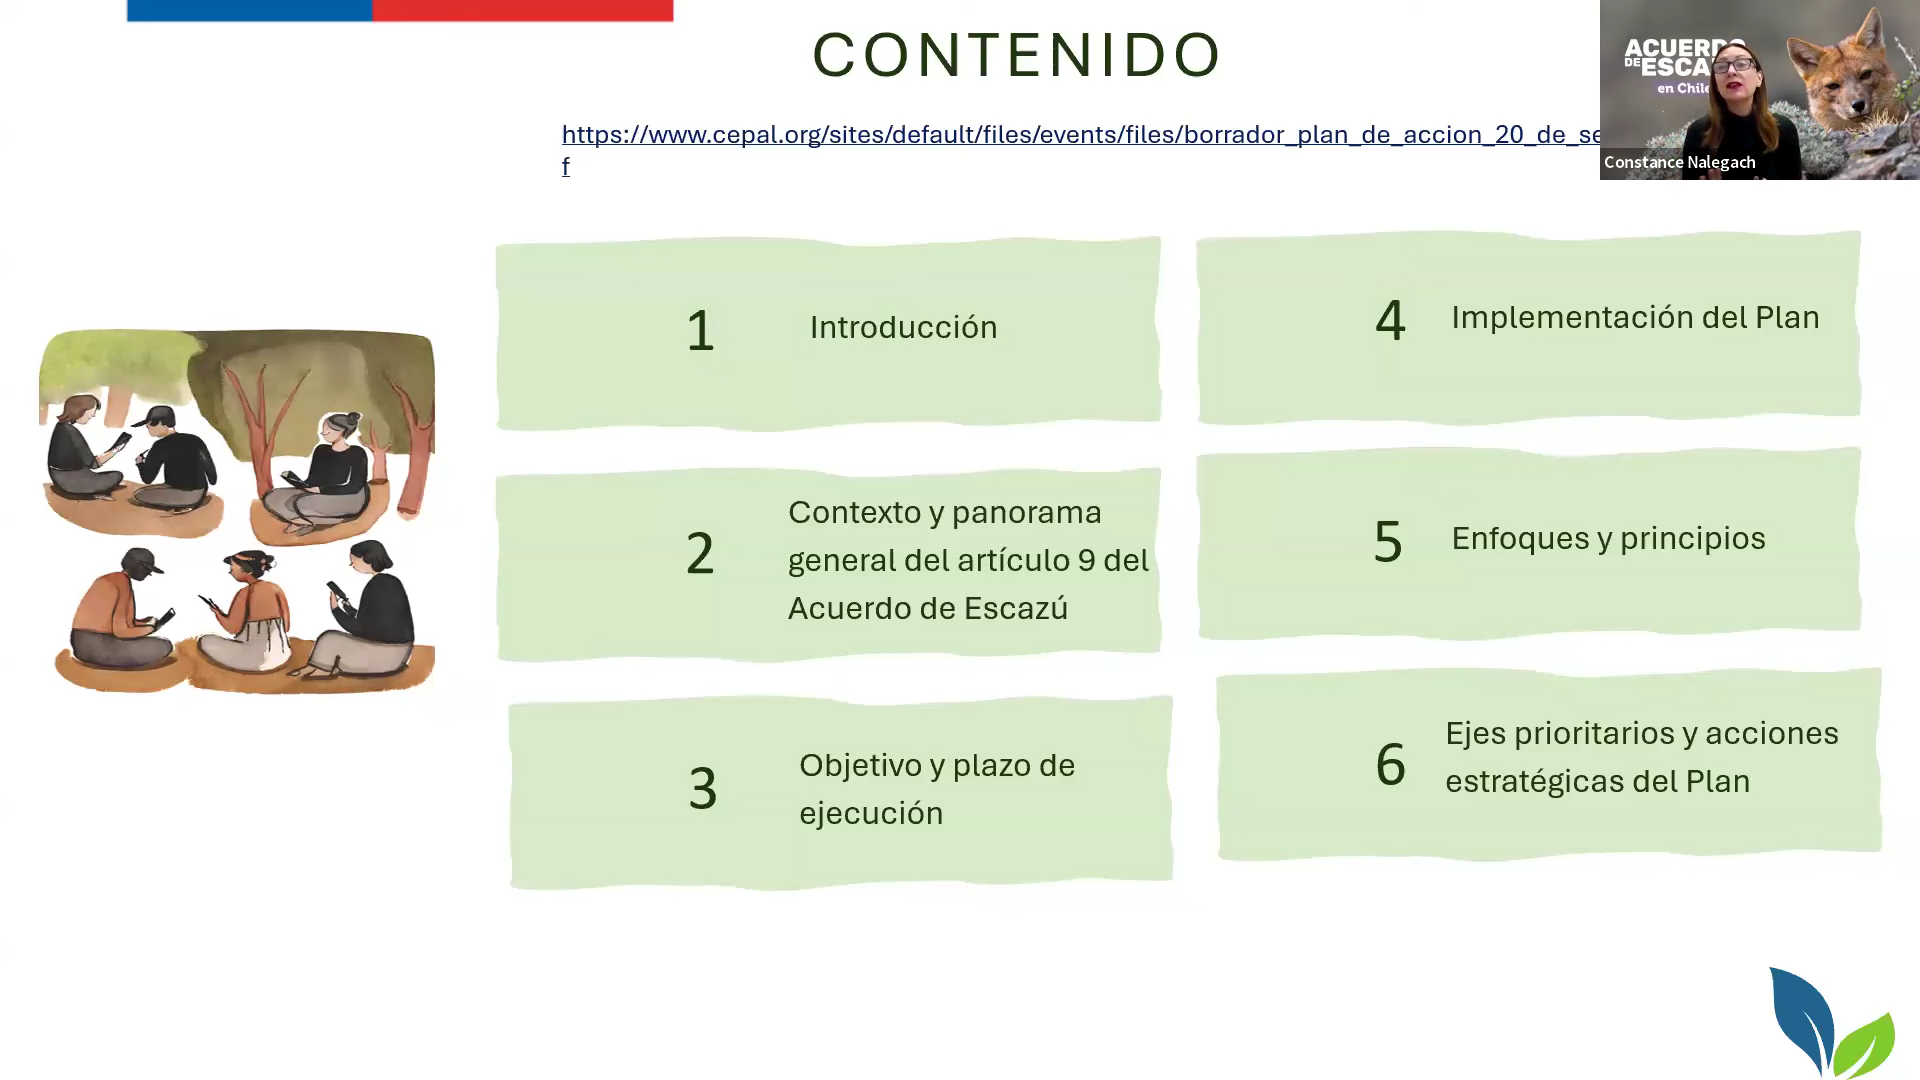 CONTENIDO
https://www.cepal.org/sites/default/files/events/files/borrador_plan_de_accion_20_de_se
f
ACUERDO
DE ESCA
en Chile
Constance Nalegach
1
Introducción
2
Contexto y panorama
general del artículo 9 del
Acuerdo de Escazú
3
Objetivo y plazo de
ejecución
4
Implementación del Plan
5
Enfoques y principios
6
Ejes prioritarios y acciones
estratégicas del Plan